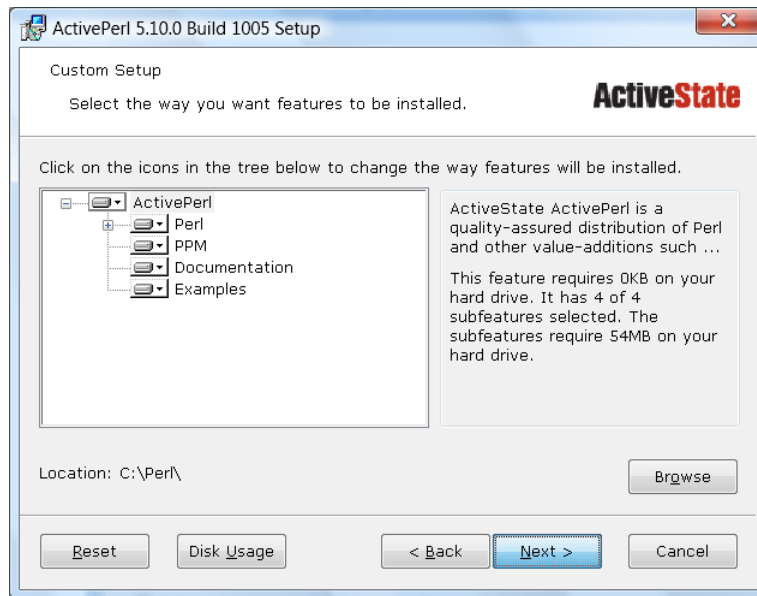 ActivePerl 5.10.0 Build 1005 Setup
Custom Setup
Select the way you want features to be installed.
ActiveState
Click on the icons in the tree below to change the way features will be installed.
ActivePerl
Perl
PPM
Documentation
Examples
ActiveState ActivePerl is a
quality-assured distribution of Perl
and other value-additions such ...
This feature requires 0KB on your
hard drive. It has 4 of 4
subfeatures selected. The
subfeatures require 54MB on your
hard drive.
Location: C:\Perl\
Browse
Reset
Disk Usage
< Back
Next >
Cancel